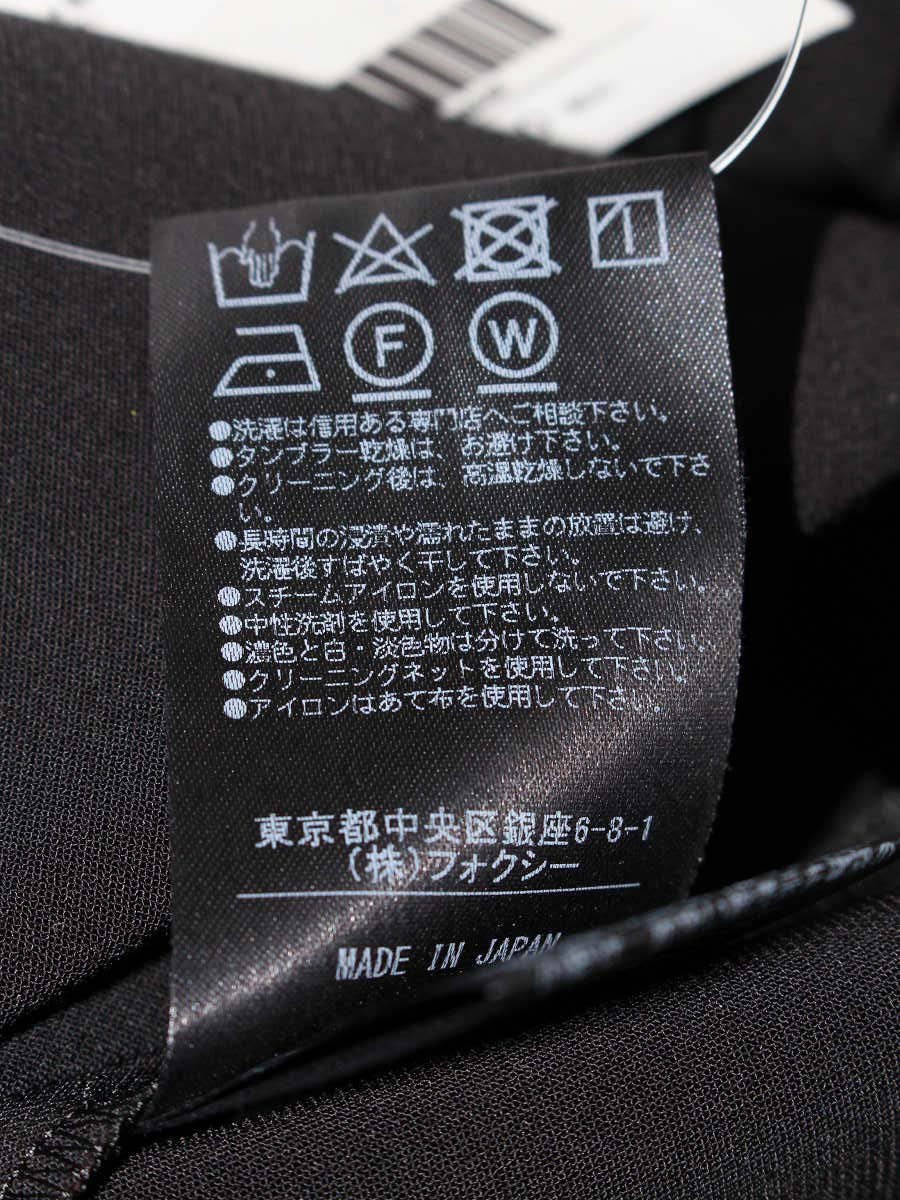 F W
●洗濯は信用ある専門店へご相談下さい。
●タンブラー乾燥は、お避け下さい。
●クリーニング後は、高温乾燥しないで下さ
い。
●長時間の浸漬や濡れたままの放置は避け、
洗濯後すばやく干して下さい。
●スチームアイロンを使用しないで下さい。
●中性洗剤を使用して下さい。
●濃色と白・淡色物は分けて洗って下さい。
●クリーニングネットを使用して下さい。
●アイロンはあて布を使用して下さい。
東京都中央区銀座6-8-1
(株)フォクシー
MADE IN JAPAN